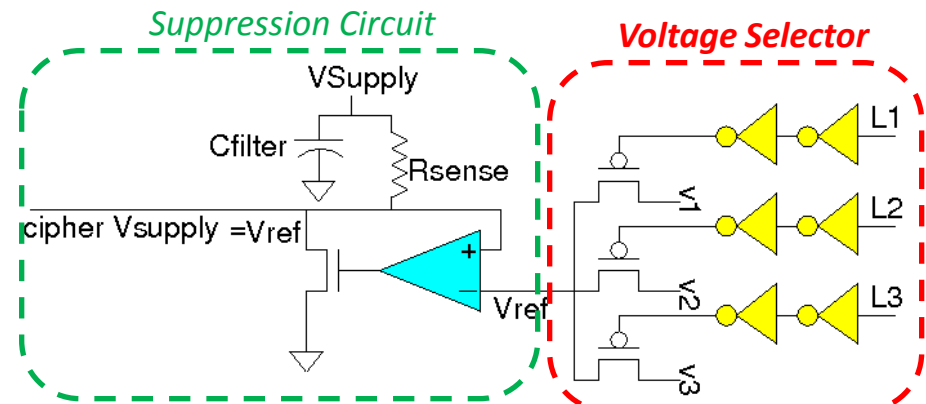 Suppression Circuit
Voltage Selector
VSupply
Cfilter
Rsense
cipher Vsupply =Vref
+
−
Vref
L1
v1
L2
v2
L3
v3